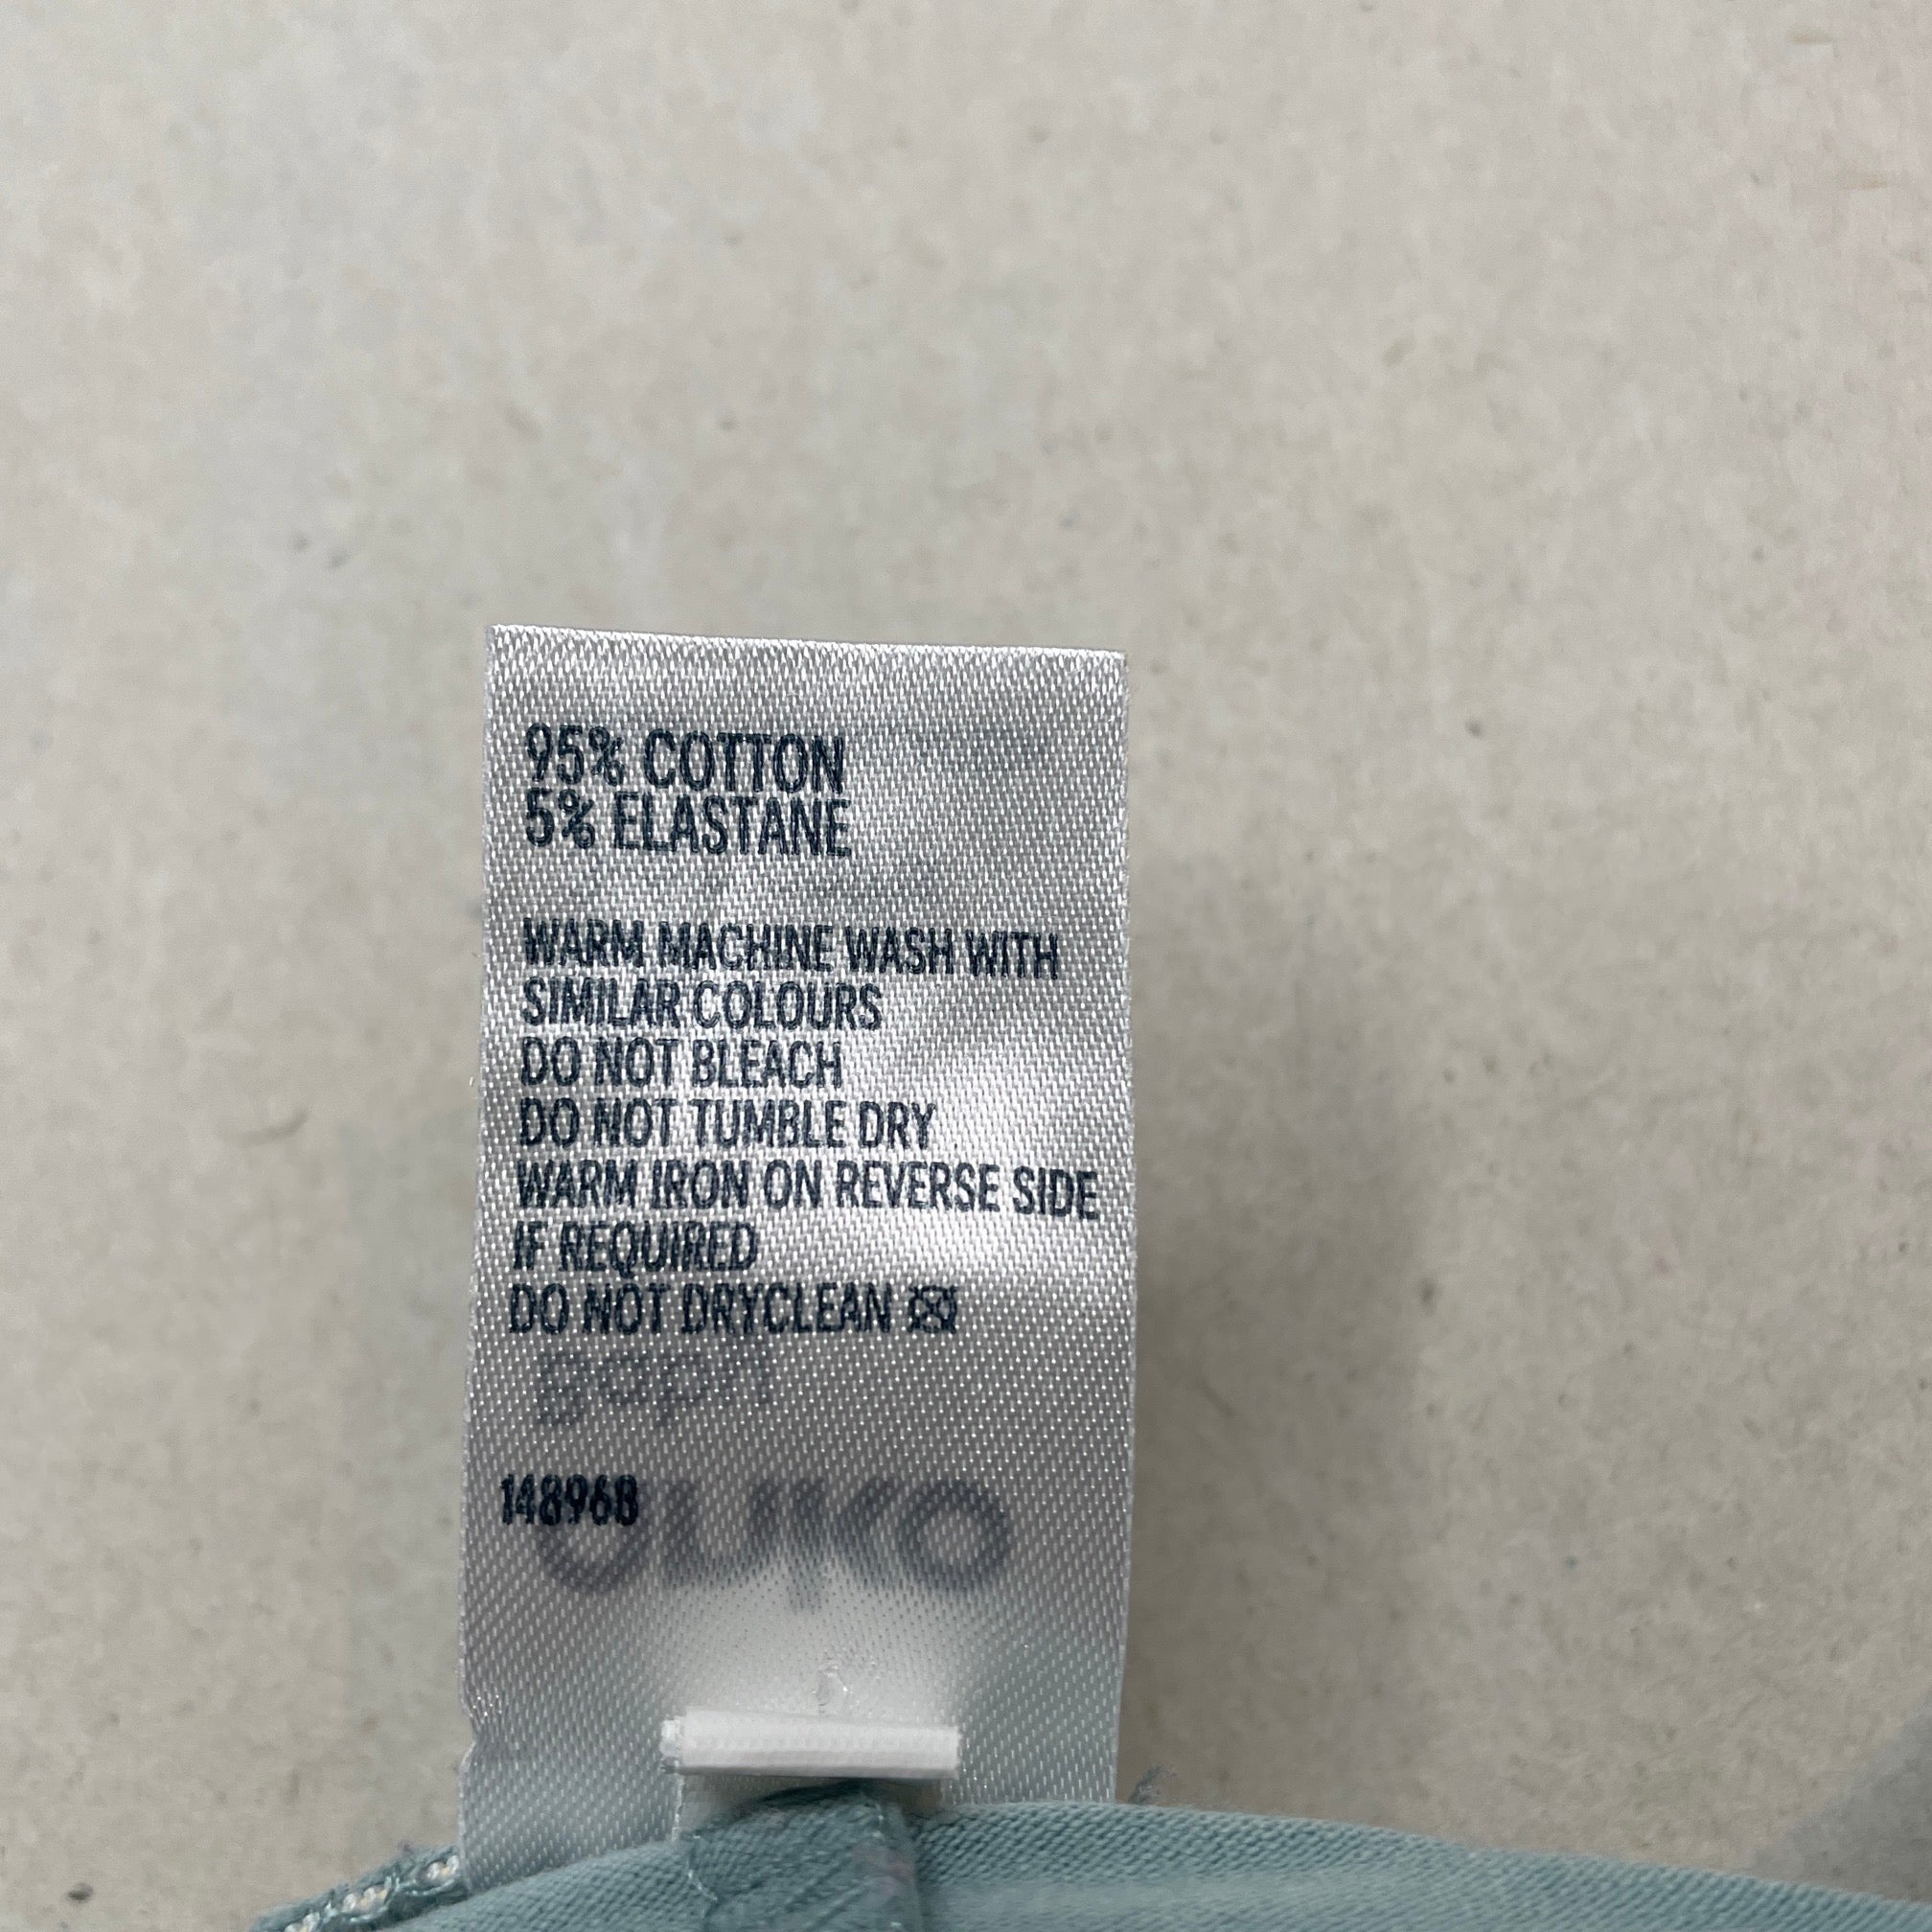 95% COTTON
5% ELASTANE
WARM MACHINE WASH WITH
SIMILAR COLOURS
DO NOT BLEACH
DO NOT TUMBLE DRY
WARM IRON ON REVERSE SIDE
IF REQUIRED
DO NOT DRYCLEAN
148968